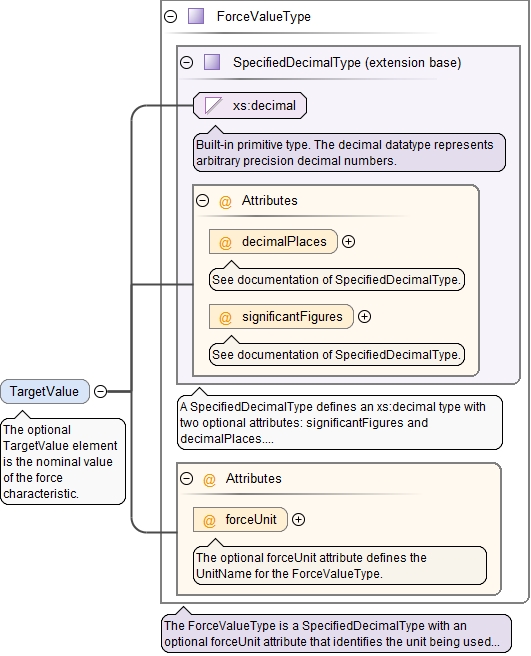 ForceValueType
SpecifiedDecimalType (extension base)
xs:decimal
Built-in primitive type. The decimal datatype represents
arbitrary precision decimal numbers.
@ Attributes
@ decimalPlaces
See documentation of SpecifiedDecimalType.
@ significantFigures
See documentation of SpecifiedDecimalType.
TargetValue
The optional
TargetValue element
is the nominal value
of the force
characteristic.
A SpecifiedDecimalType defines an xs:decimal type with
two optional attributes: significantFigures and
decimalPlaces....
@ Attributes
@ forceUnit
The optional forceUnit attribute defines the
UnitName for the ForceValueType.
The ForceValueType is a SpecifiedDecimalType with an
optional forceUnit attribute that identifies the unit being used...